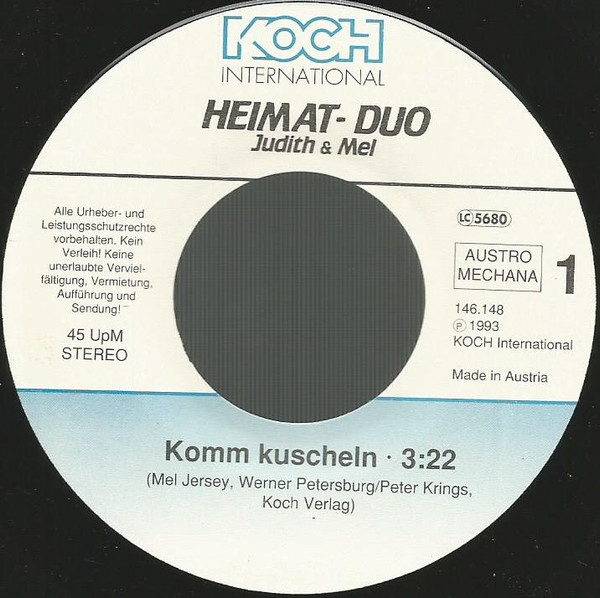 KOCH
INTERNATIONAL
HEIMAT- DUO
Judith & Mel
Alle Urheber- und
Leistungsschutzrechte
vorbehalten. Kein
Verleih! Keine
unerlaubte Verviel-
fältigung, Vermietung,
Aufführung und
Sendung!
45 UpM
STEREO
LC 5680
AUSTRO
MECHANA
1
146.148
Ⓟ 1993
KOCH International
Made in Austria
Komm kuscheln · 3:22
(Mel Jersey, Werner Petersburg/Peter Krings,
Koch Verlag)